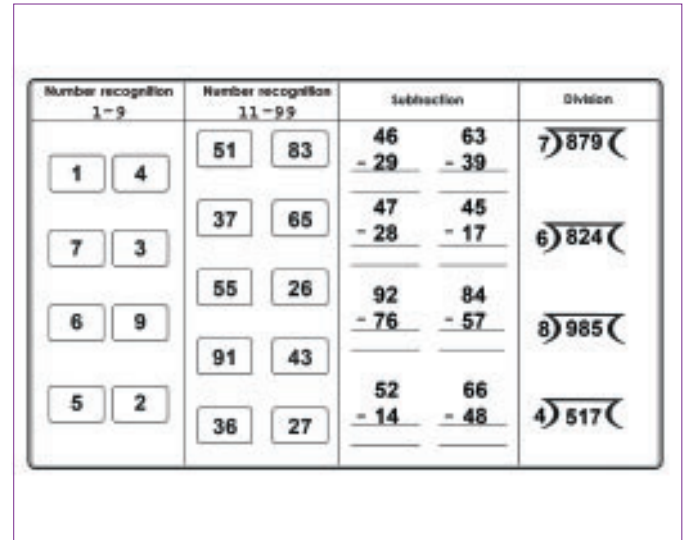 Number recognition
1-9
1 4
7 3
6 9
5 2
Number recognition
11-99
51 83
37 65
55 26
91 43
36 27
Subtraction
46 63
- 29 - 39
47 45
- 28 - 17
92 84
- 76 - 57
52 66
- 14 - 48
Division
7)879(
6)824(
8)985(
4)517(